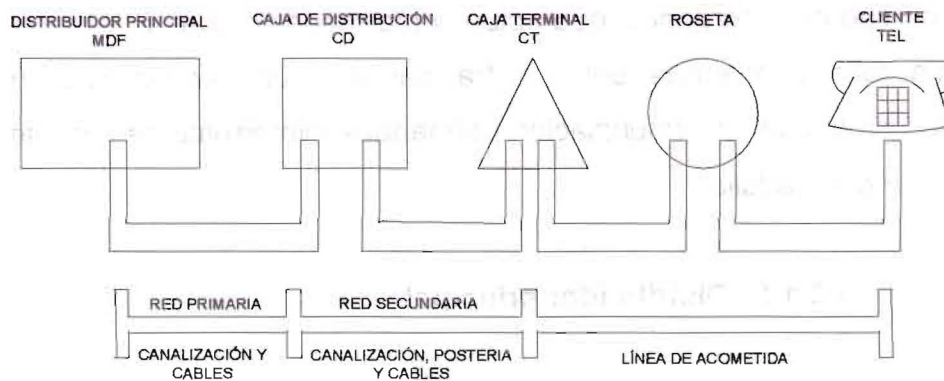 DISTRIBUIDOR PRINCIPAL
MDF
CAJA DE DISTRIBUCIÓN
CD
CAJA TERMINAL
CT
ROSETA
CLIENTE
TEL
RED PRIMARIA
RED SECUNDARIA
CANALIZACIÓN Y
CABLES
CANALIZACIÓN, POSTERIA
Y CABLES
LÍNEA DE ACOMETIDA